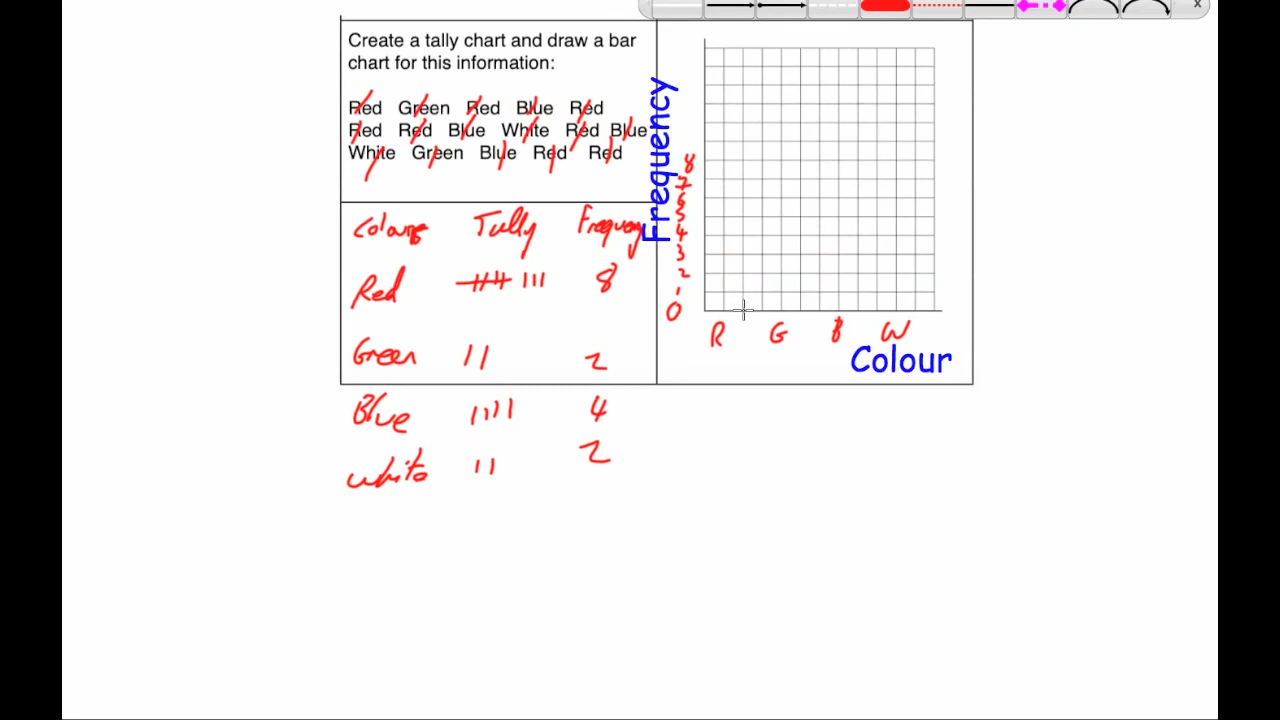 Create a tally chart and draw a bar
chart for this information:
Red Green Red Blue Red
Red Red Blue White Red Blue
White Green Blue Red Red
Colour Tally Frequency
Red 8
Green 2
Blue 4
white 2
Frequency
8
7
6
5
4
3
2
1
0
R G B W
Colour
x